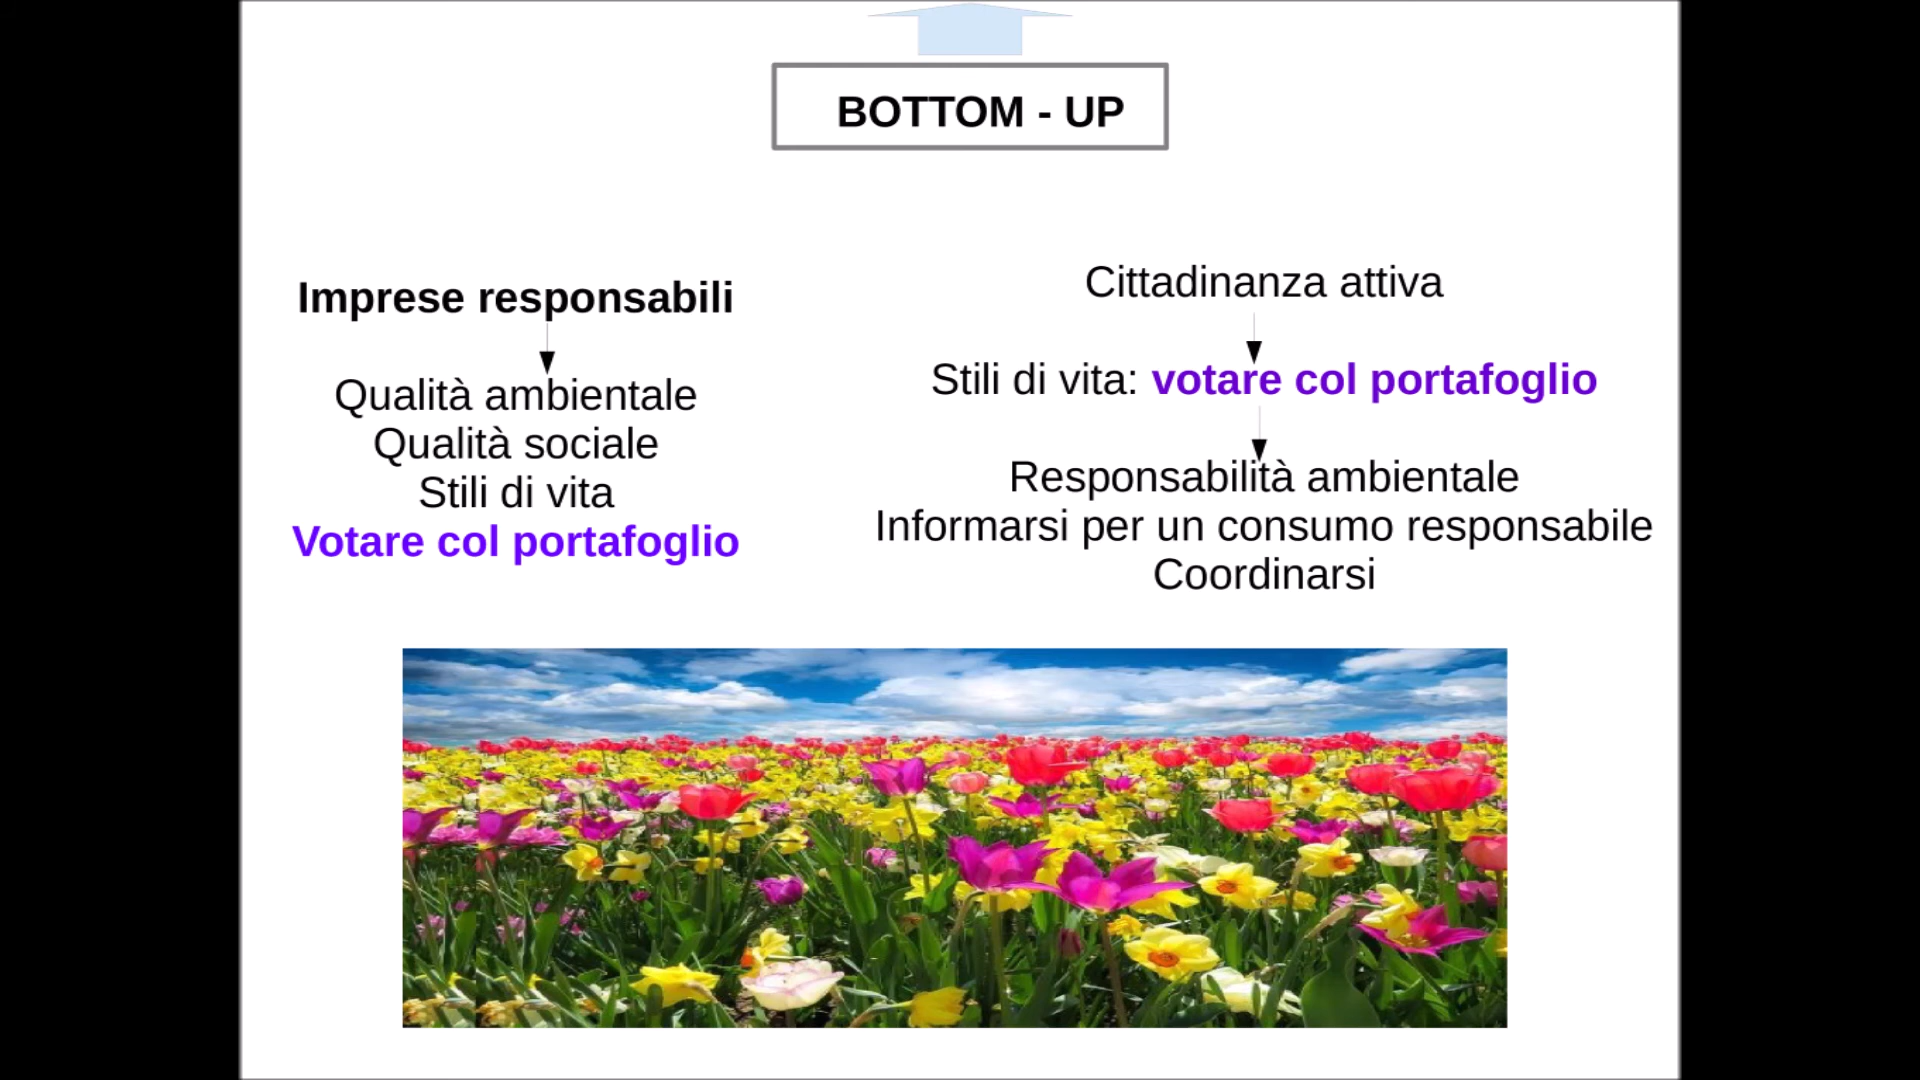 BOTTOM - UP
Imprese responsabili
Qualità ambientale
Qualità sociale
Stili di vita
Votare col portafoglio
Cittadinanza attiva
Stili di vita: votare col portafoglio
Responsabilità ambientale
Informarsi per un consumo responsabile
Coordinarsi